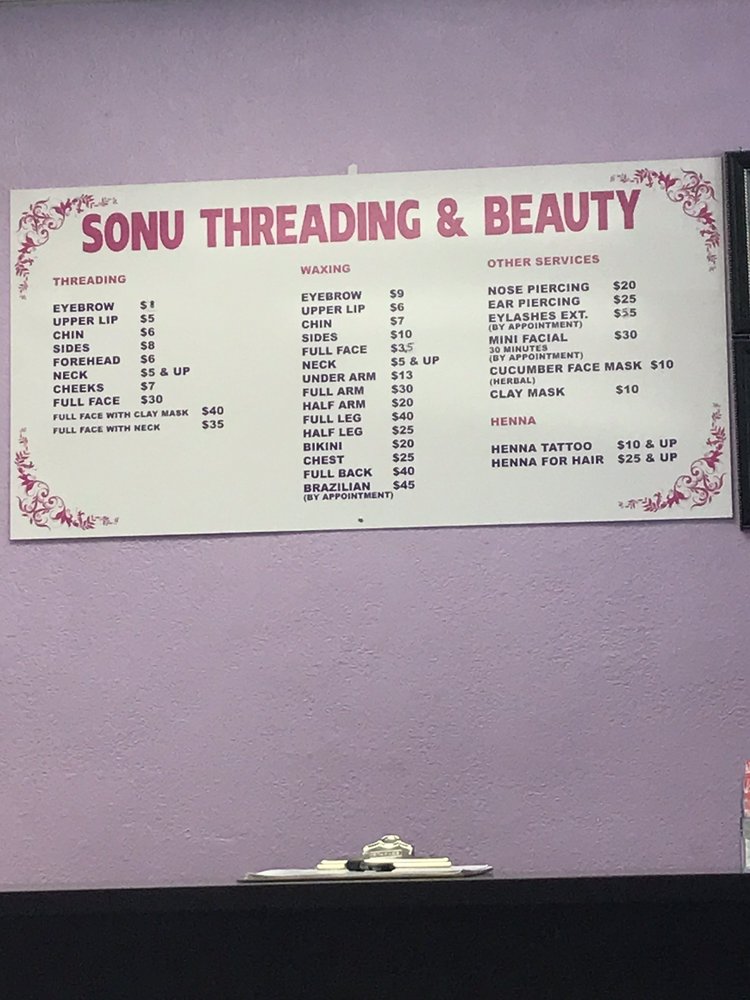 SONU THREADING & BEAUTY
THREADING
EYEBROW $8
UPPER LIP $5
CHIN $6
SIDES $8
FOREHEAD $6
NECK $5 & UP
CHEEKS $7
FULL FACE $30
FULL FACE WITH CLAY MASK $40
FULL FACE WITH NECK $35
WAXING
EYEBROW $9
UPPER LIP $6
CHIN $7
SIDES $10
FULL FACE $35
NECK $5 & UP
UNDER ARM $13
FULL ARM $30
HALF ARM $20
FULL LEG $40
HALF LEG $25
BIKINI $20
CHEST $25
FULL BACK $40
BRAZILIAN $45
(BY APPOINTMENT)
OTHER SERVICES
NOSE PIERCING $20
EAR PIERCING $25
EYLASHES EXT. $55
(BY APPOINTMENT)
MINI FACIAL $30
30 MINUTES
(BY APPOINTMENT)
CUCUMBER FACE MASK $10
(HERBAL)
CLAY MASK $10
HENNA
HENNA TATTOO $10 & UP
HENNA FOR HAIR $25 & UP